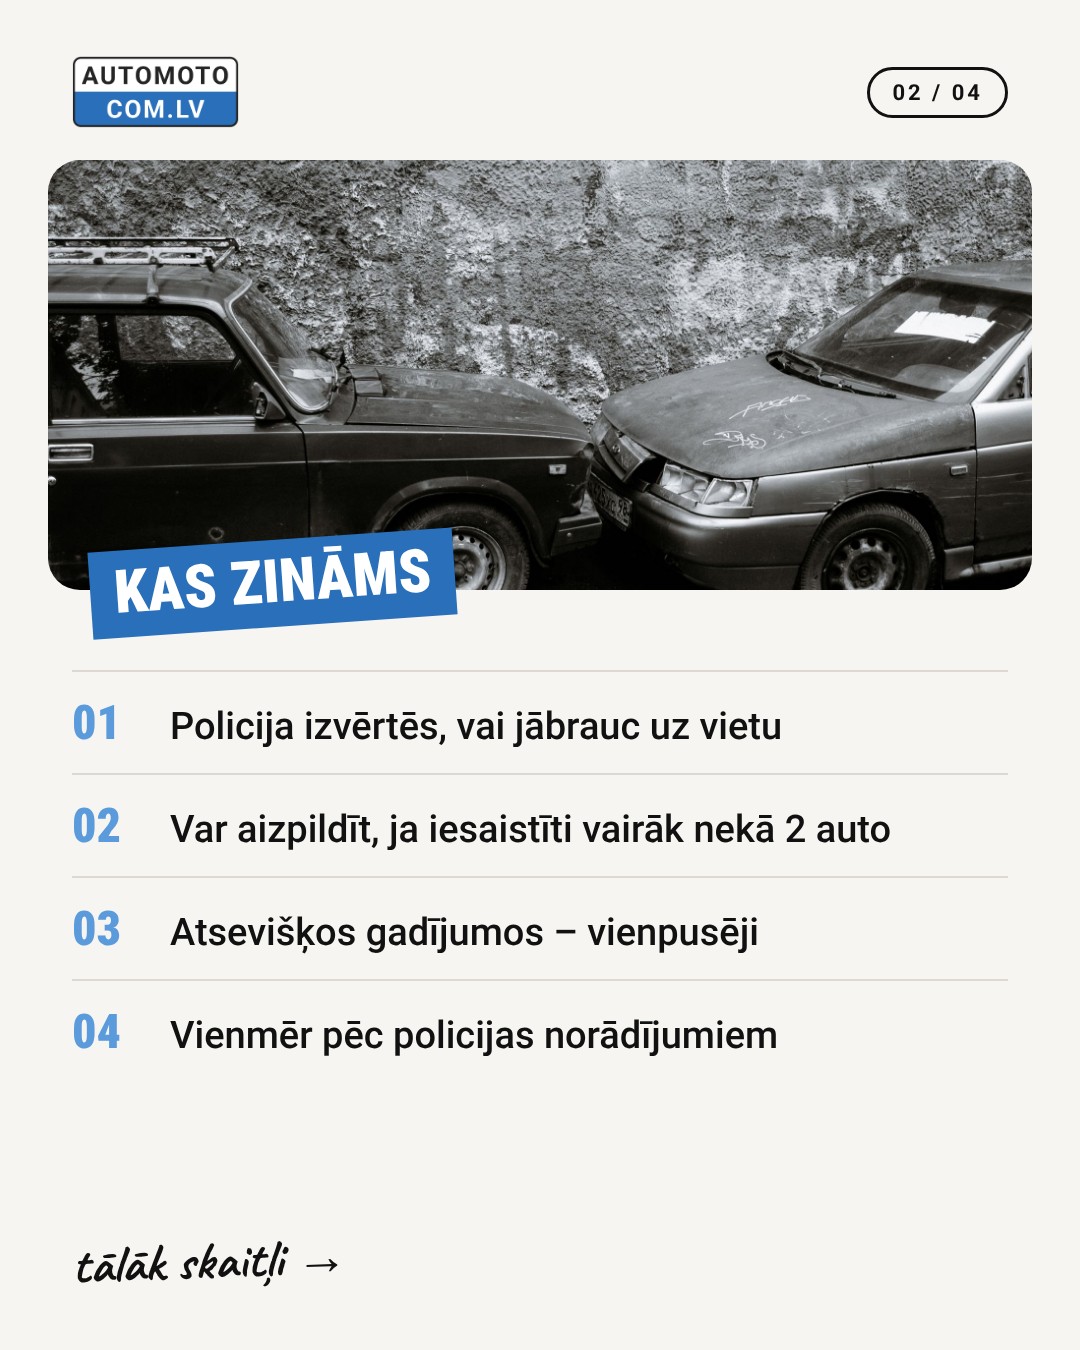 AUTOMOTO
COM.LV
02 / 04
KAS ZINĀMS
01 Policija izvērtēs, vai jābrauc uz vietu
02 Var aizpildīt, ja iesaistīti vairāk nekā 2 auto
03 Atsevišķos gadījumos – vienpusēji
04 Vienmēr pēc policijas norādījumiem
tālāk skaitļi →